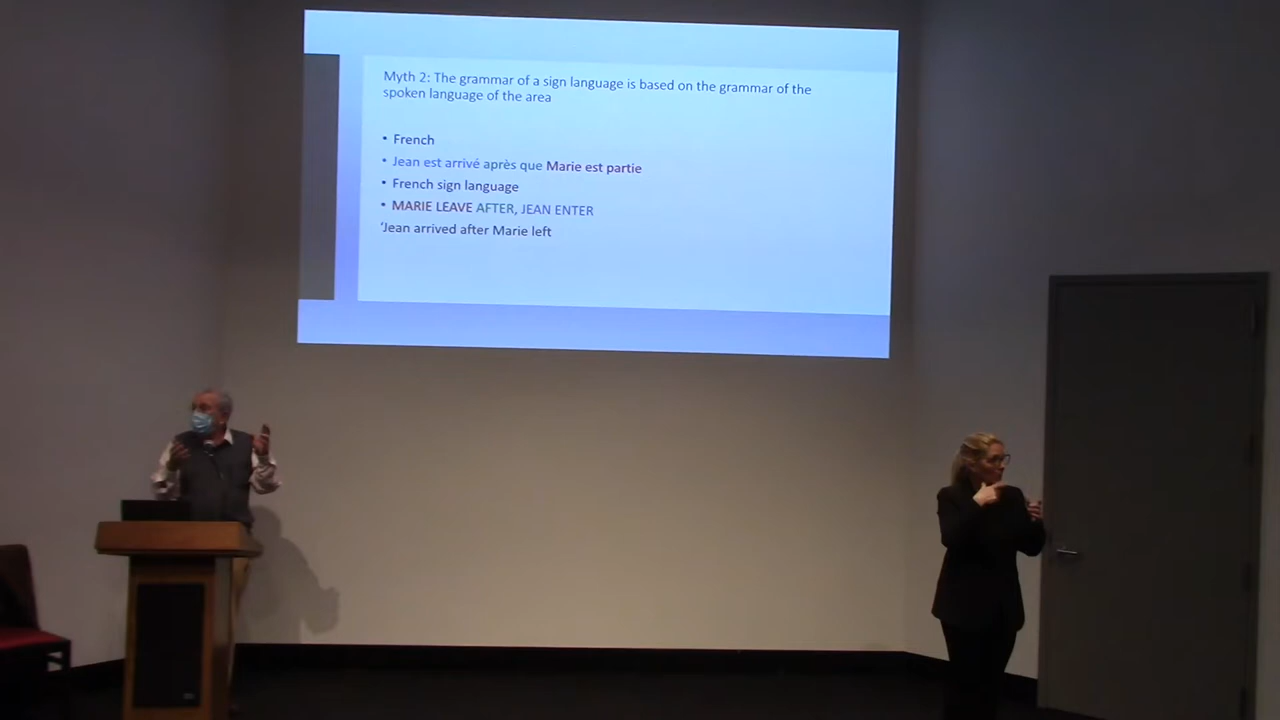 Myth 2: The grammar of a sign language is based on the grammar of the
spoken language of the area
• French
• Jean est arrivé après que Marie est partie
• French sign language
• MARIE LEAVE AFTER, JEAN ENTER
‘Jean arrived after Marie left